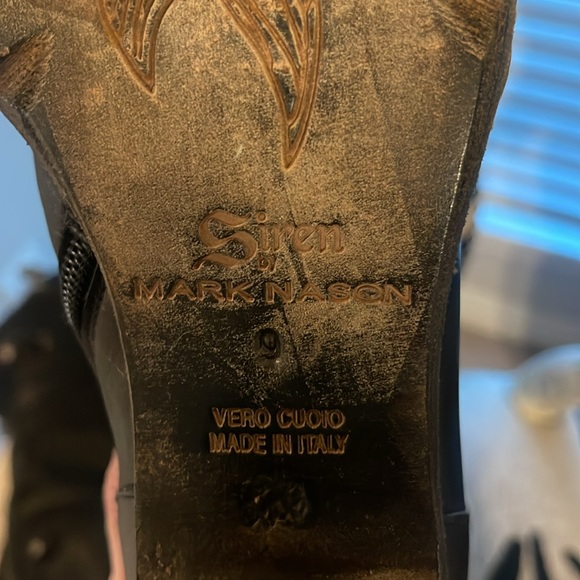 Siren
by
MARK NASON
9
VERO CUOIO
MADE IN ITALY